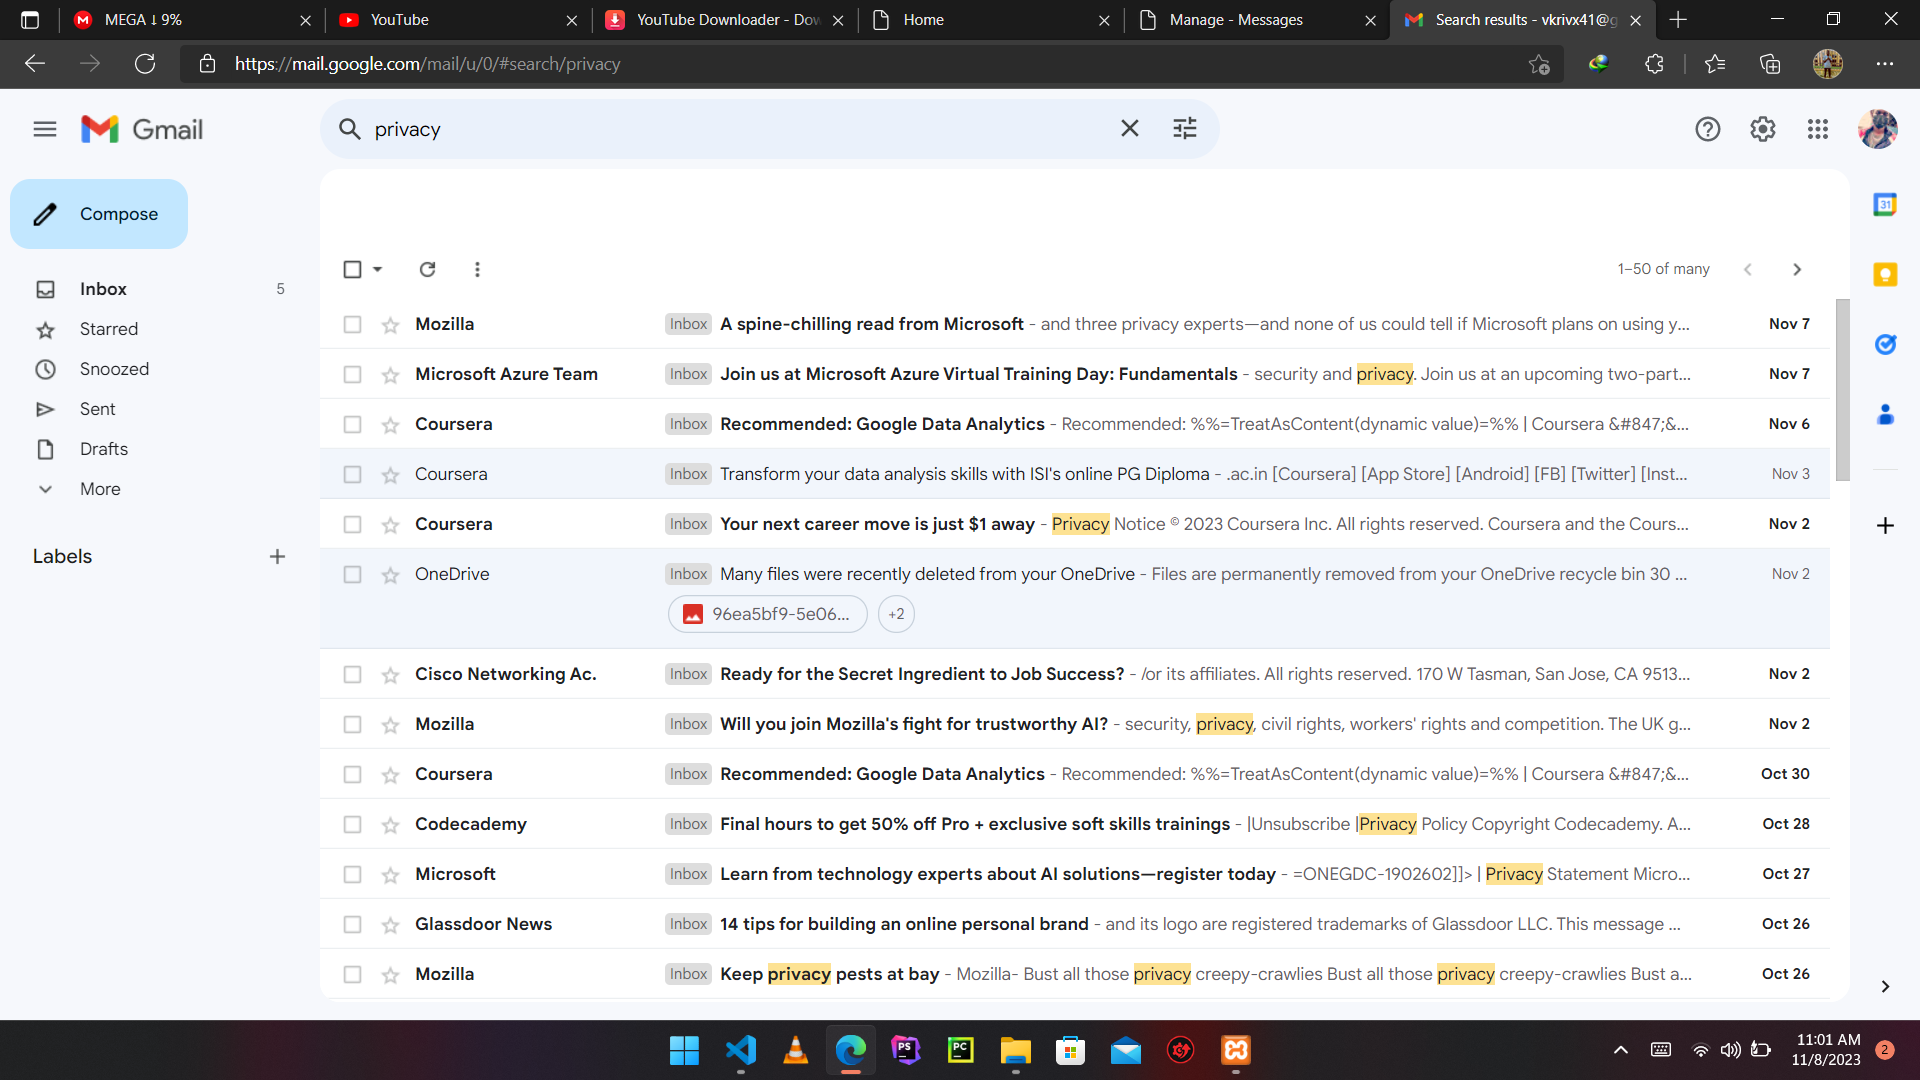 MEGA ⭣ 9%
YouTube
YouTube Downloader - Dow
Home
Manage - Messages
Search results - vkrivx41@g
https://mail.google.com/mail/u/0/#search/privacy
Gmail
privacy
Compose
1–50 of many
Inbox 5
Starred
Snoozed
Sent
Drafts
More
Labels
Mozilla Inbox A spine-chilling read from Microsoft - and three privacy experts—and none of us could tell if Microsoft plans on using y... Nov 7
Microsoft Azure Team Inbox Join us at Microsoft Azure Virtual Training Day: Fundamentals - security and privacy. Join us at an upcoming two-part... Nov 7
Coursera Inbox Recommended: Google Data Analytics - Recommended: %%=TreatAsContent(dynamic value)=%% | Coursera &#847;&... Nov 6
Coursera Inbox Transform your data analysis skills with ISI's online PG Diploma - .ac.in [Coursera] [App Store] [Android] [FB] [Twitter] [Inst... Nov 3
Coursera Inbox Your next career move is just $1 away - Privacy Notice © 2023 Coursera Inc. All rights reserved. Coursera and the Cours... Nov 2
OneDrive Inbox Many files were recently deleted from your OneDrive - Files are permanently removed from your OneDrive recycle bin 30 ... Nov 2
96ea5bf9-5e06... +2
Cisco Networking Ac. Inbox Ready for the Secret Ingredient to Job Success? - /or its affiliates. All rights reserved. 170 W Tasman, San Jose, CA 9513... Nov 2
Mozilla Inbox Will you join Mozilla's fight for trustworthy AI? - security, privacy, civil rights, workers' rights and competition. The UK g... Nov 2
Coursera Inbox Recommended: Google Data Analytics - Recommended: %%=TreatAsContent(dynamic value)=%% | Coursera &#847;&... Oct 30
Codecademy Inbox Final hours to get 50% off Pro + exclusive soft skills trainings - |Unsubscribe |Privacy Policy Copyright Codecademy. A... Oct 28
Microsoft Inbox Learn from technology experts about AI solutions—register today - =ONEGDC-1902602]]> | Privacy Statement Micro... Oct 27
Glassdoor News Inbox 14 tips for building an online personal brand - and its logo are registered trademarks of Glassdoor LLC. This message ... Oct 26
Mozilla Inbox Keep privacy pests at bay - Mozilla- Bust all those privacy creepy-crawlies Bust all those privacy creepy-crawlies Bust a... Oct 26
31
PS
PC
11:01 AM
11/8/2023
2